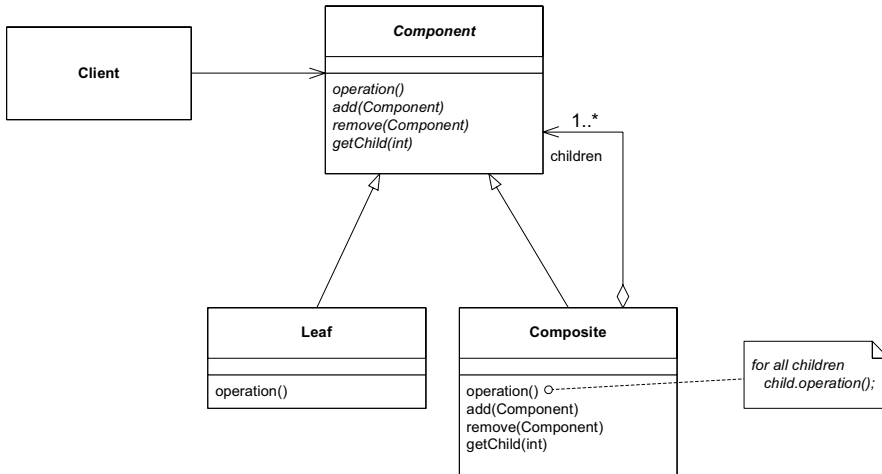 Component
Client
operation()
add(Component)
remove(Component)
getChild(int)
1..*
children
Leaf
operation()
Composite
operation()
add(Component)
remove(Component)
getChild(int)
for all children
child.operation();